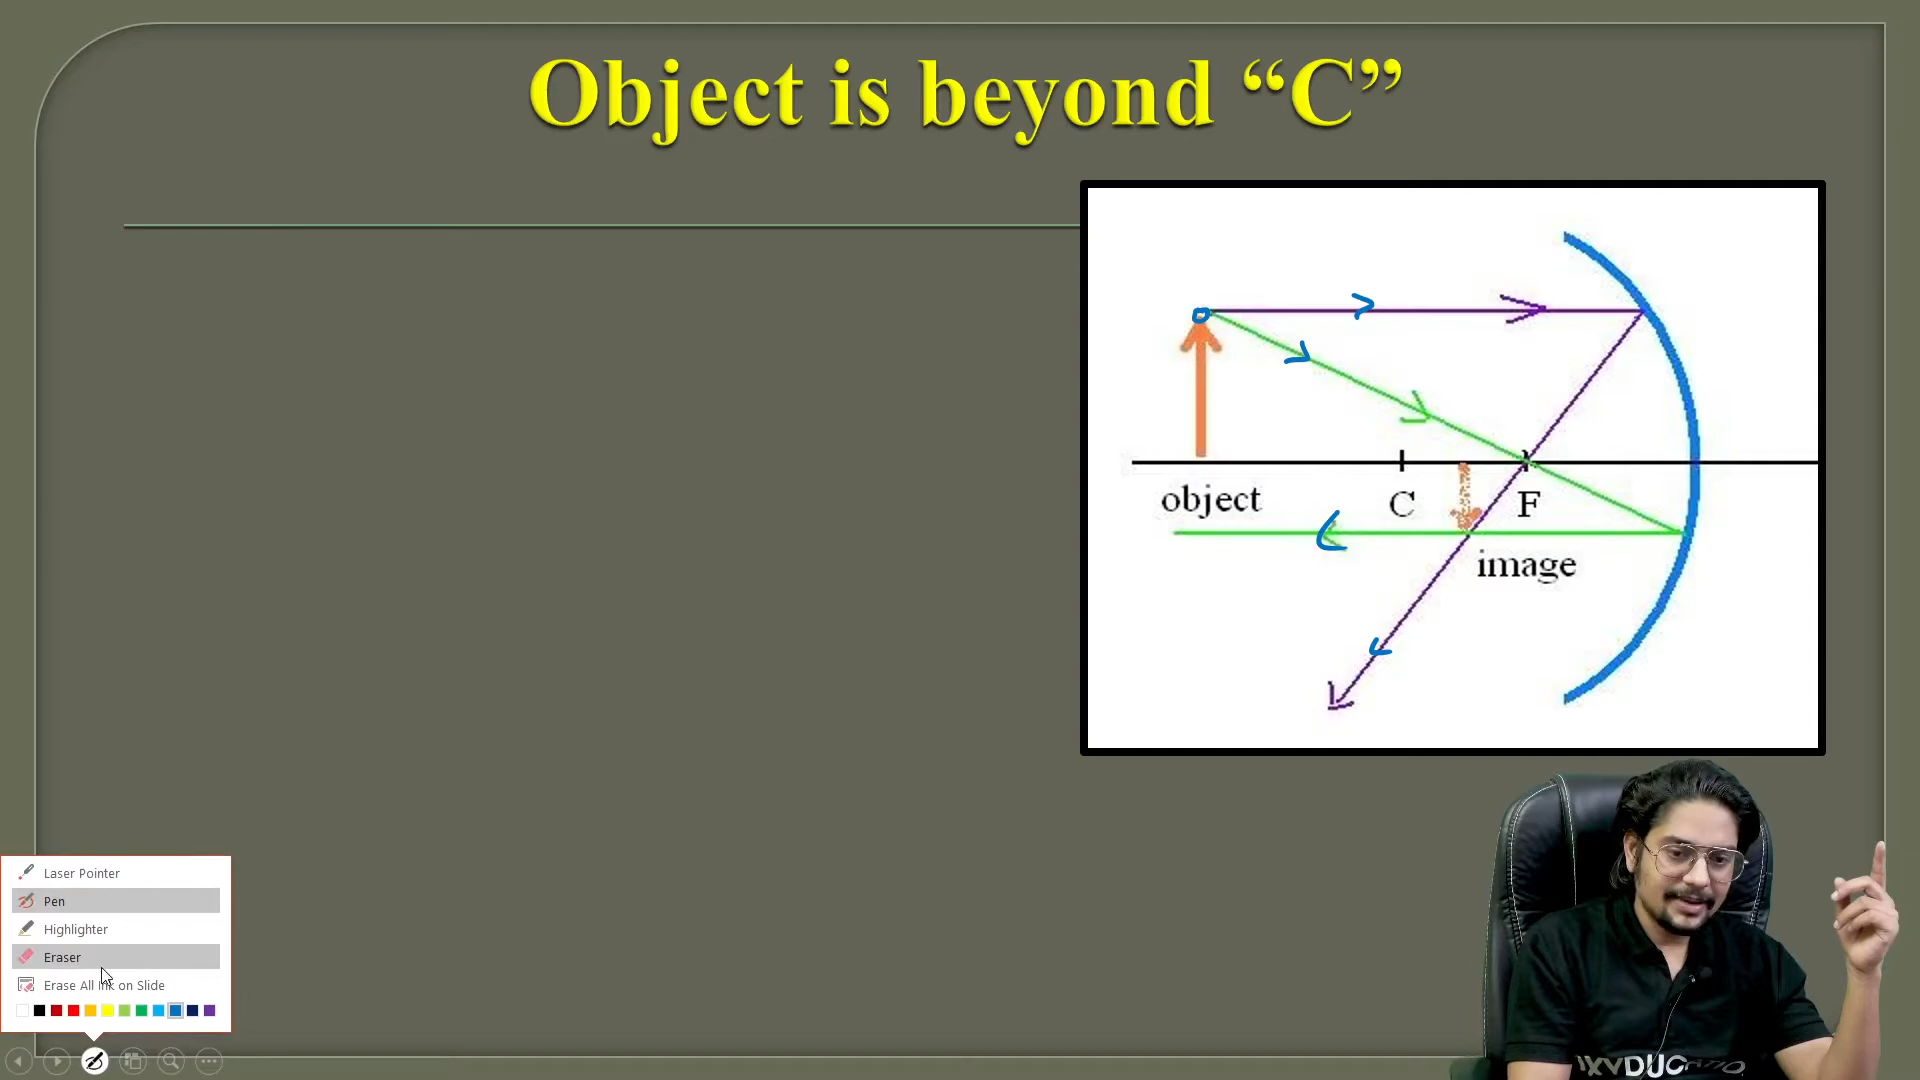 Object is beyond “C”
object
C
F
image
Laser Pointer
Pen
Highlighter
Eraser
Erase All Ink on Slide